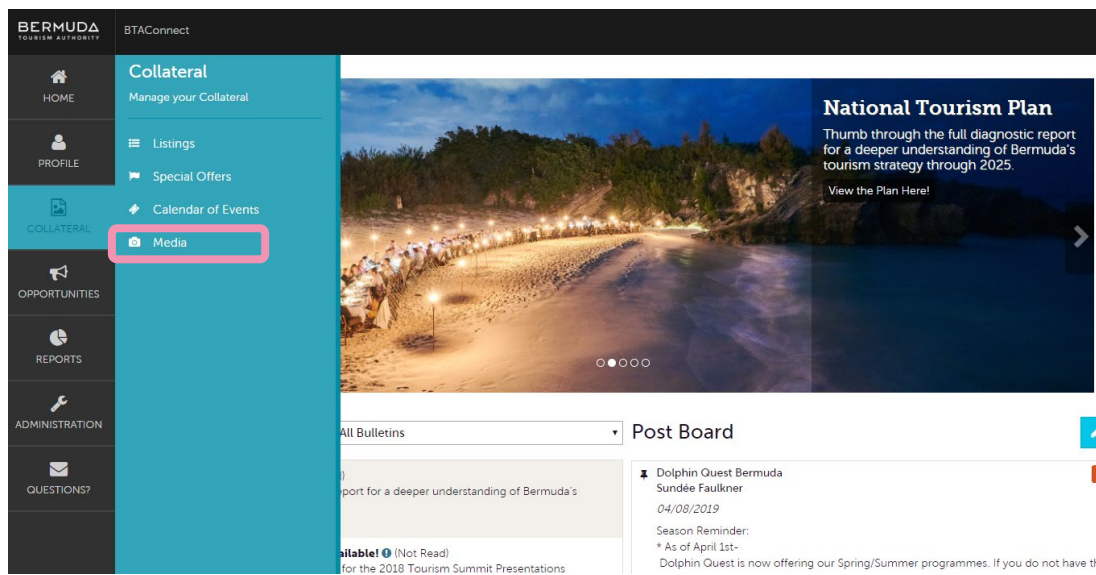 BERMUDA
TOURISM AUTHORITY
BTAConnect
HOME
PROFILE
COLLATERAL
OPPORTUNITIES
REPORTS
ADMINISTRATION
QUESTIONS?
Collateral
Manage your Collateral
Listings
Special Offers
Calendar of Events
Media
National Tourism Plan
Thumb through the full diagnostic report
for a deeper understanding of Bermuda's
tourism strategy through 2025.
View the Plan Here!
All Bulletins
port for a deeper understanding of Bermuda's
ailable! (Not Read)
for the 2018 Tourism Summit Presentations
Post Board
Dolphin Quest Bermuda
Sundée Faulkner
04/08/2019
Season Reminder:
* As of April 1st-
Dolphin Quest is now offering our Spring/Summer programmes. If you do not have th